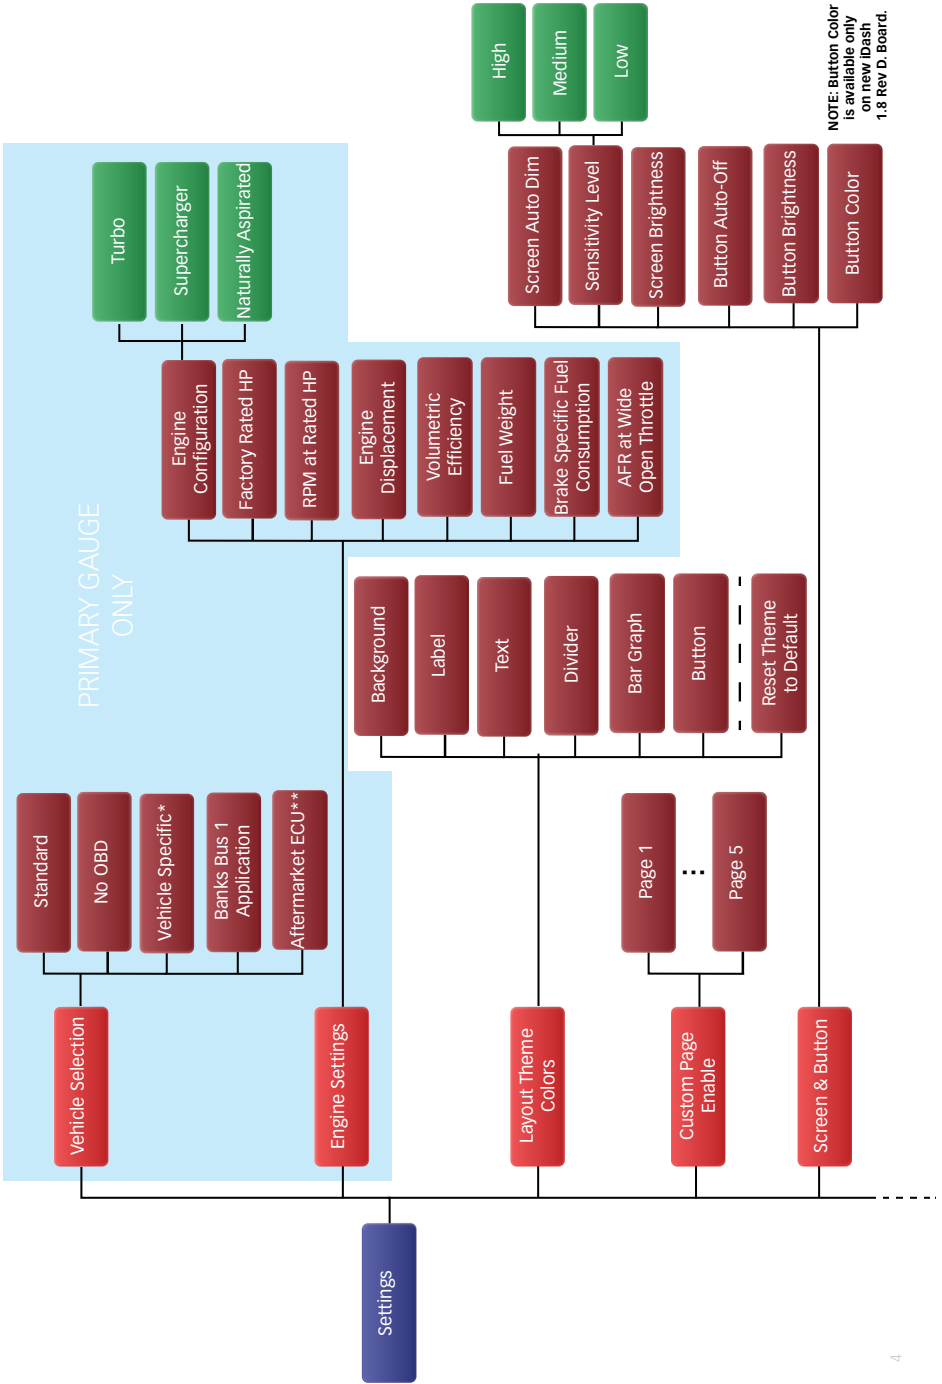 Settings
PRIMARY GAUGE
ONLY
Vehicle Selection
Standard
No OBD
Vehicle Specific*
Banks Bus 1
Application
Aftermarket ECU**
Engine Settings
Engine
Configuration
Turbo
Supercharger
Naturally Aspirated
Factory Rated HP
RPM at Rated HP
Engine
Displacement
Volumetric
Efficiency
Fuel Weight
Brake Specific Fuel
Consumption
AFR at Wide
Open Throttle
Layout Theme
Colors
Background
Label
Text
Divider
Bar Graph
Button
Reset Theme
to Default
Custom Page
Enable
Page 1
...
Page 5
Screen & Button
Screen Auto Dim
Sensitivity Level
High
Medium
Low
Screen Brightness
Button Auto-Off
Button Brightness
Button Color
NOTE: Button Color
is available only
on new iDash
1.8 Rev D. Board.
4